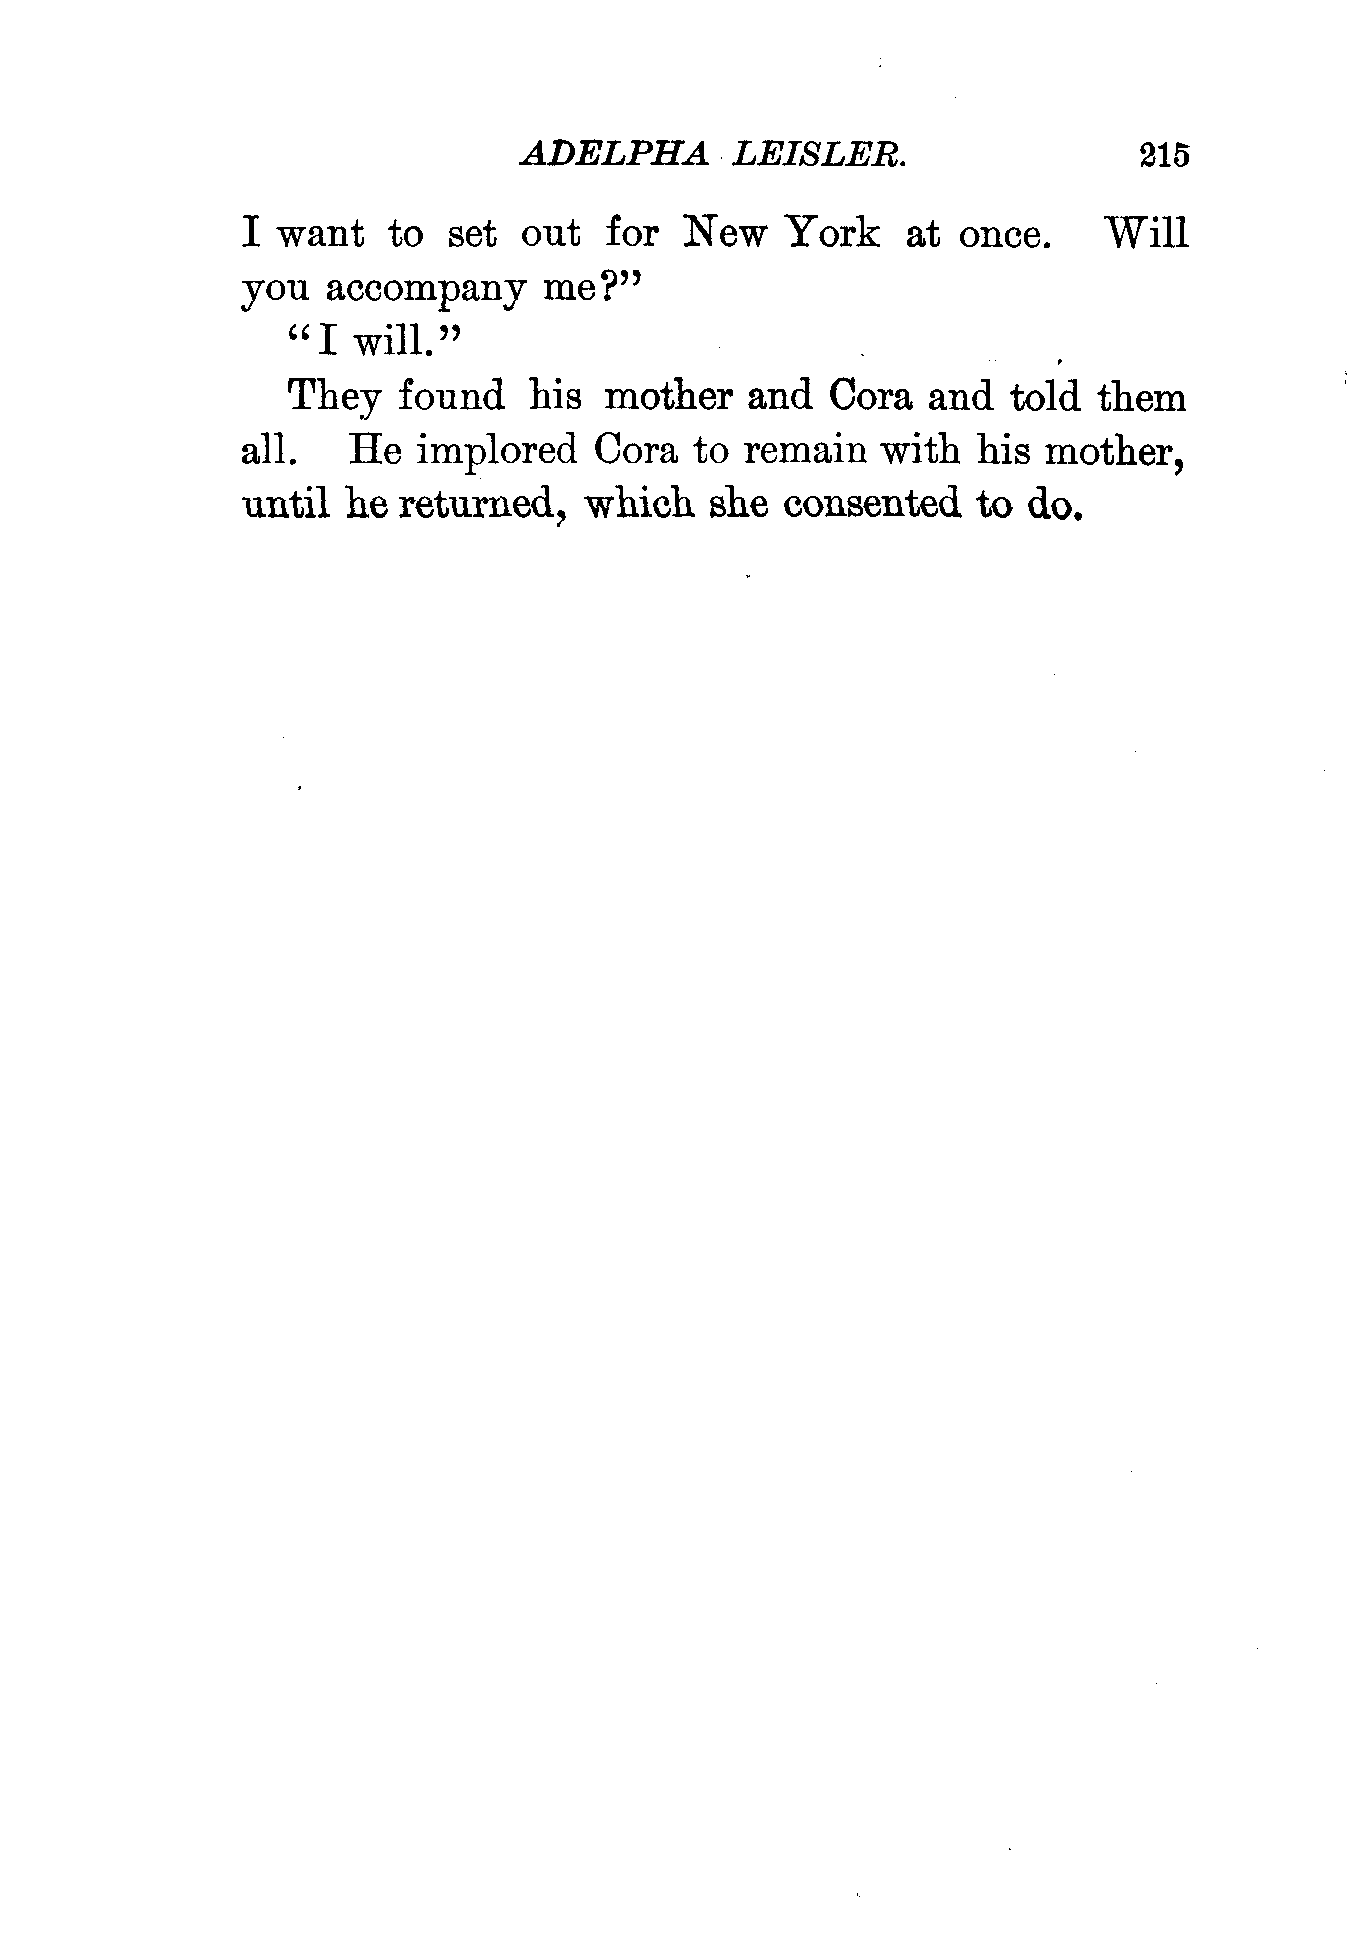 ADELPHA LEISLER. 215
I want to set out for New York at once. Will
you accompany me?”
“I will.”
They found his mother and Cora and told them
all. He implored Cora to remain with his mother,
until he returned, which she consented to do.